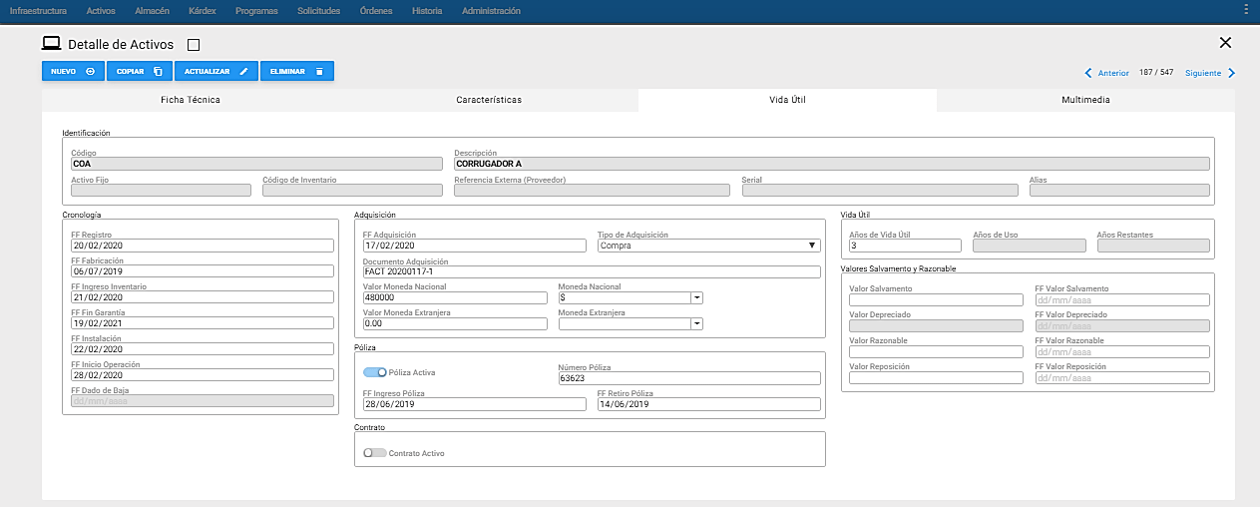 Infraestructura Activos Almacén Kárdex Programas Solicitudes Órdenes Historia Administración
Detalle de Activos
NUEVO COPIAR ACTUALIZAR ELIMINAR
Anterior 187 / 547 Siguiente
Ficha Técnica Características Vida Útil Multimedia
Identificación
Código Descripción
COA CORRUGADOR A
Activo Fijo Código de Inventario Referencia Externa (Proveedor) Serial Alias
Cronología
FF Registro
20/02/2020
FF Fabricación
06/07/2019
FF Ingreso Inventario
21/02/2020
FF Fin Garantía
19/02/2021
FF Instalación
22/02/2020
FF Inicio Operación
28/02/2020
FF Dado de Baja
dd/mm/aaaa
Adquisición
FF Adquisición Tipo de Adquisición
17/02/2020 Compra
Documento Adquisición
FACT 20200117-1
Valor Moneda Nacional Moneda Nacional
480000 $
Valor Moneda Extranjera Moneda Extranjera
0.00
Póliza
Póliza Activa
Número Póliza
63623
FF Ingreso Póliza FF Retiro Póliza
28/06/2019 14/06/2019
Contrato
Contrato Activo
Vida Útil
Años de Vida Útil Años de Uso Años Restantes
3
Valores Salvamento y Razonable
Valor Salvamento FF Valor Salvamento
dd/mm/aaaa
Valor Depreciado FF Valor Depreciado
dd/mm/aaaa
Valor Razonable FF Valor Razonable
dd/mm/aaaa
Valor Reposición FF Valor Reposición
dd/mm/aaaa